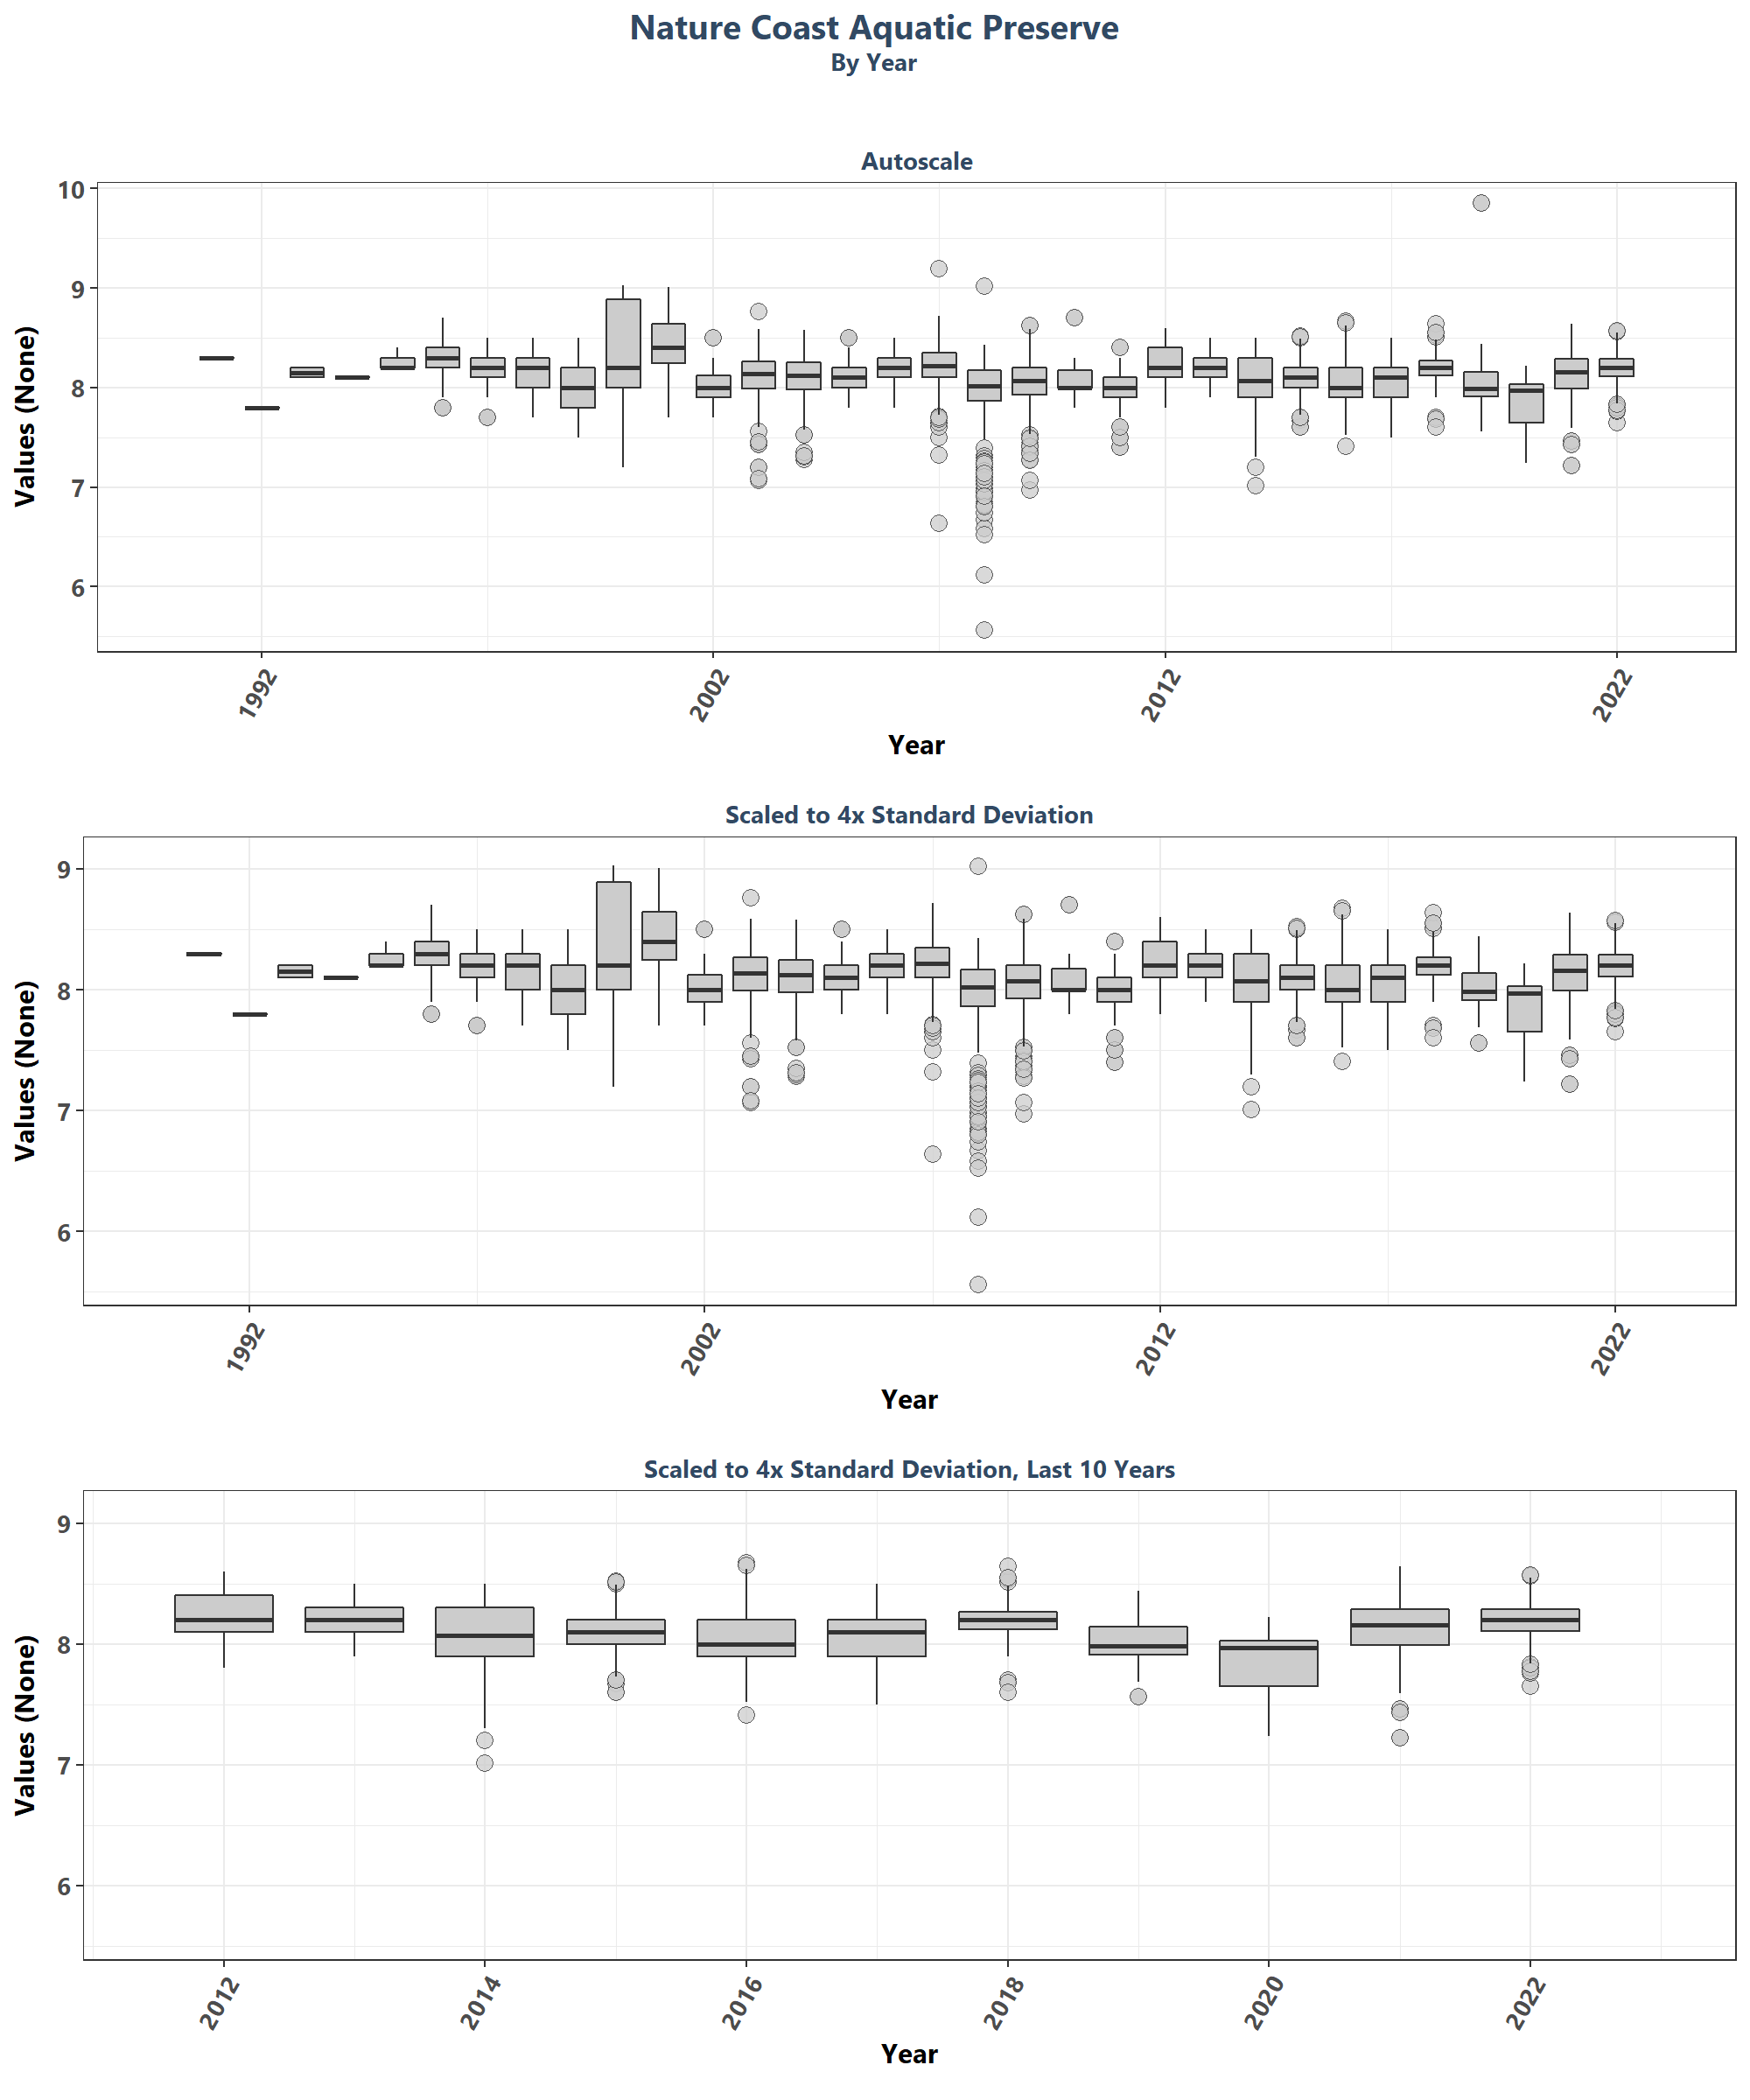 Nature Coast Aquatic Preserve
By Year
Autoscale
10
9
8
7
6
Values (None)
1992
2002
2012
2022
Year
Scaled to 4x Standard Deviation
9
8
7
6
Values (None)
1992
2002
2012
2022
Year
Scaled to 4x Standard Deviation, Last 10 Years
9
8
7
6
Values (None)
2012
2014
2016
2018
2020
2022
Year